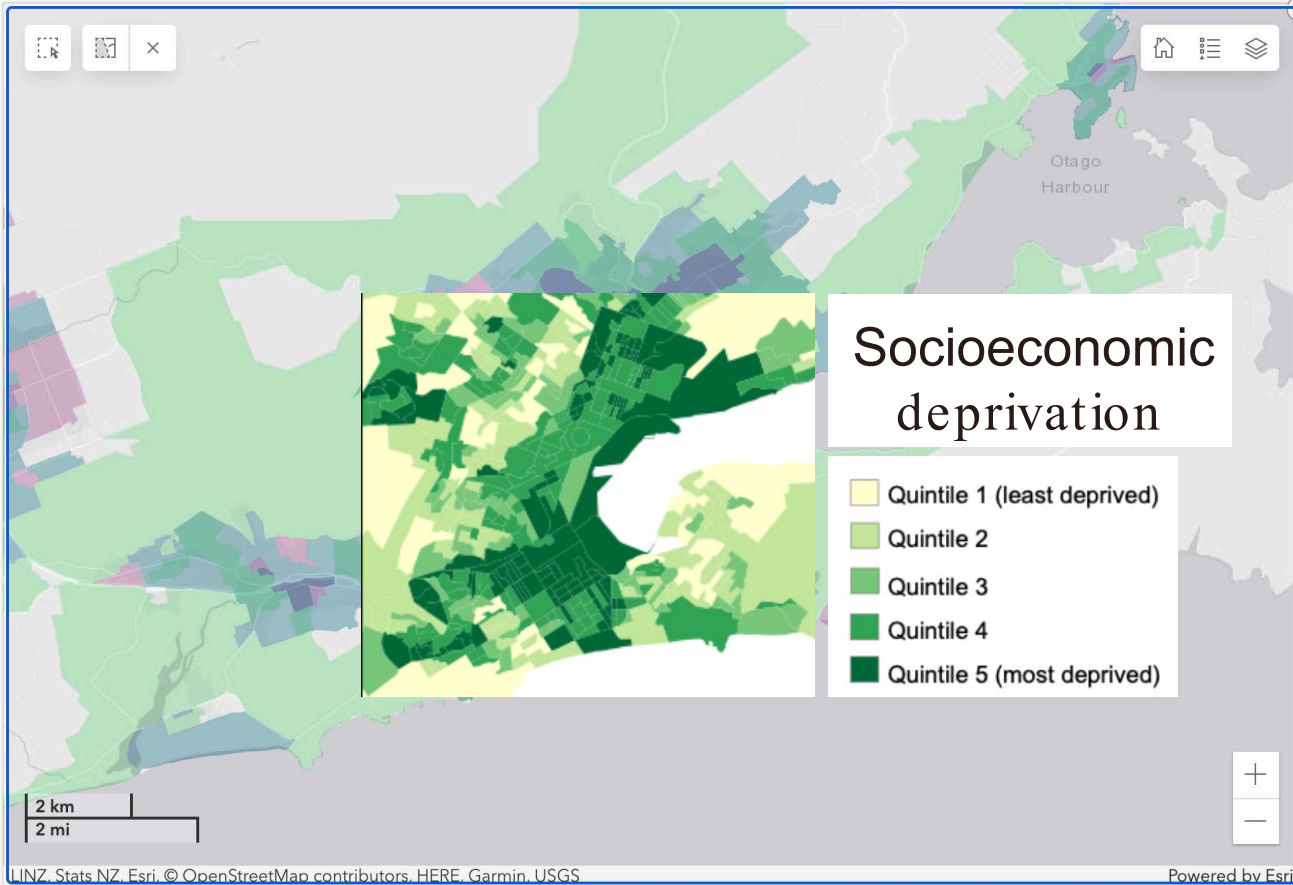 Otago
Harbour
Socioeconomic
deprivation
Quintile 1 (least deprived)
Quintile 2
Quintile 3
Quintile 4
Quintile 5 (most deprived)
2 km
2 mi
LINZ, Stats NZ, Esri, © OpenStreetMap contributors, HERE, Garmin, USGS
Powered by Esri